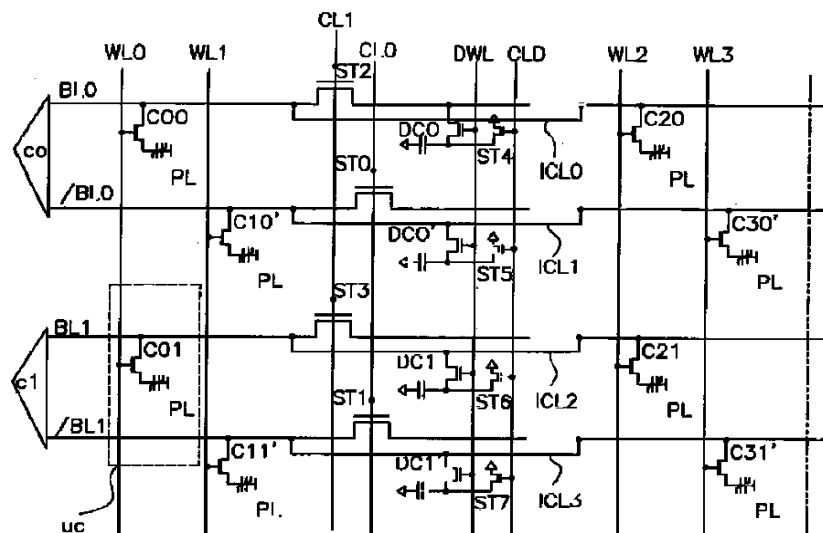 CL1
WL0 WL1 CL0 DWL CLD WL2 WL3
ST2
BL0
C00 DC0 C20
co ST4
PL ST0 ICL0 PL
/BL0
C10' DC0' C30'
ST5 ICL1
PL ST3 PL
BL1
C01 DC1 C21
c1 ST6
PL ST1 ICL2 PL
/BL1
C11' DC1' C31'
ST7 ICL3
PL PL
uc